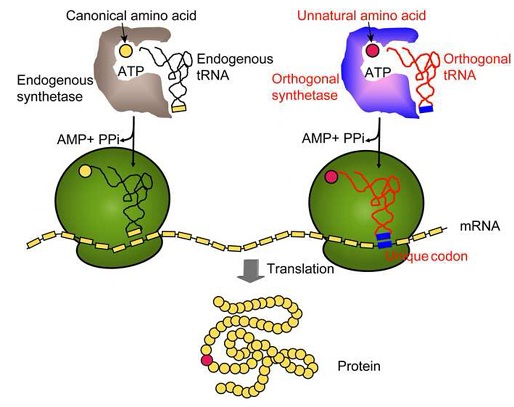 Canonical amino acid
Unnatural amino acid
Endogenous
tRNA
Orthogonal
tRNA
ATP
ATP
Endogenous
synthetase
Orthogonal
synthetase
AMP+ PPi
AMP+ PPi
mRNA
Unique codon
Translation
Protein